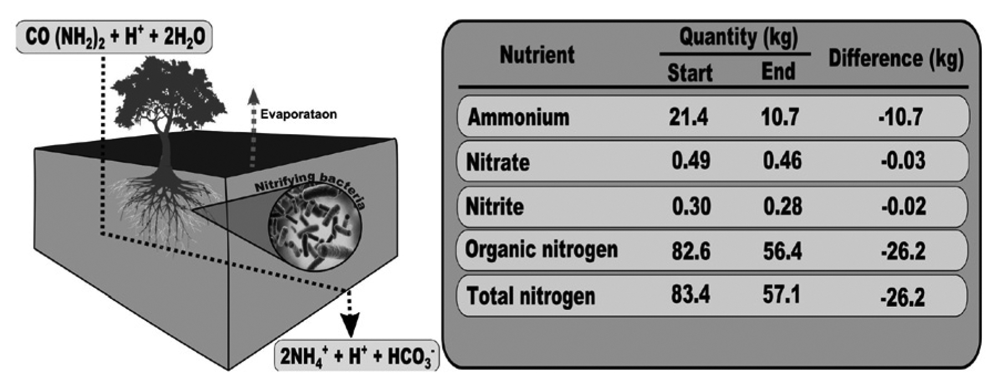 CO (NH₂)₂ + H⁺ + 2H₂O
Evaporataon
Nitrifying bacteria
2NH₄⁺ + H⁺ + HCO₃⁻
Nutrient Quantity (kg) Difference (kg)
Start End
Ammonium 21.4 10.7 -10.7
Nitrate 0.49 0.46 -0.03
Nitrite 0.30 0.28 -0.02
Organic nitrogen 82.6 56.4 -26.2
Total nitrogen 83.4 57.1 -26.2